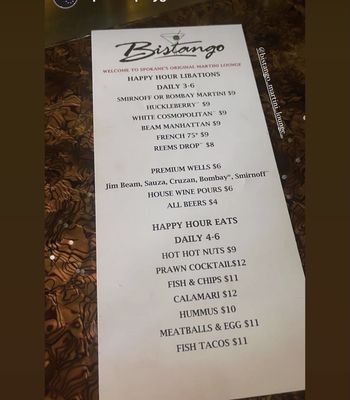 Bistango
WELCOME TO SPOKANE'S ORIGINAL MARTINI LOUNGE
HAPPY HOUR LIBATIONS
DAILY 3-6
SMIRNOFF OR BOMBAY MARTINI $9
HUCKLEBERRY~ $9
WHITE COSMOPOLITAN~ $9
BEAM MANHATTAN $9
FRENCH 75* $9
REEMS DROP~ $8
PREMIUM WELLS $6
Jim Beam, Sauza, Cruzan, Bombay*, Smirnoff~
HOUSE WINE POURS $6
ALL BEERS $4
HAPPY HOUR EATS
DAILY 4-6
HOT HOT NUTS $9
PRAWN COCKTAIL$12
FISH & CHIPS $11
CALAMARI $12
HUMMUS $10
MEATBALLS & EGG $11
FISH TACOS $11
@bistango_martini_lounge_